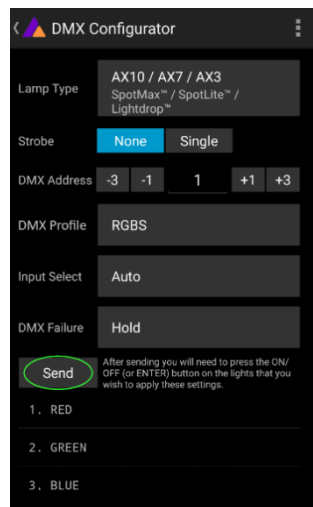 DMX Configurator
Lamp Type
AX10 / AX7 / AX3
SpotMax™ / SpotLite™ /
Lightdrop™
Strobe None Single
DMX Address -3 -1 1 +1 +3
DMX Profile RGBS
Input Select Auto
DMX Failure Hold
Send
After sending you will need to press the ON/
OFF (or ENTER) button on the lights that you
wish to apply these settings.
1. RED
2. GREEN
3. BLUE